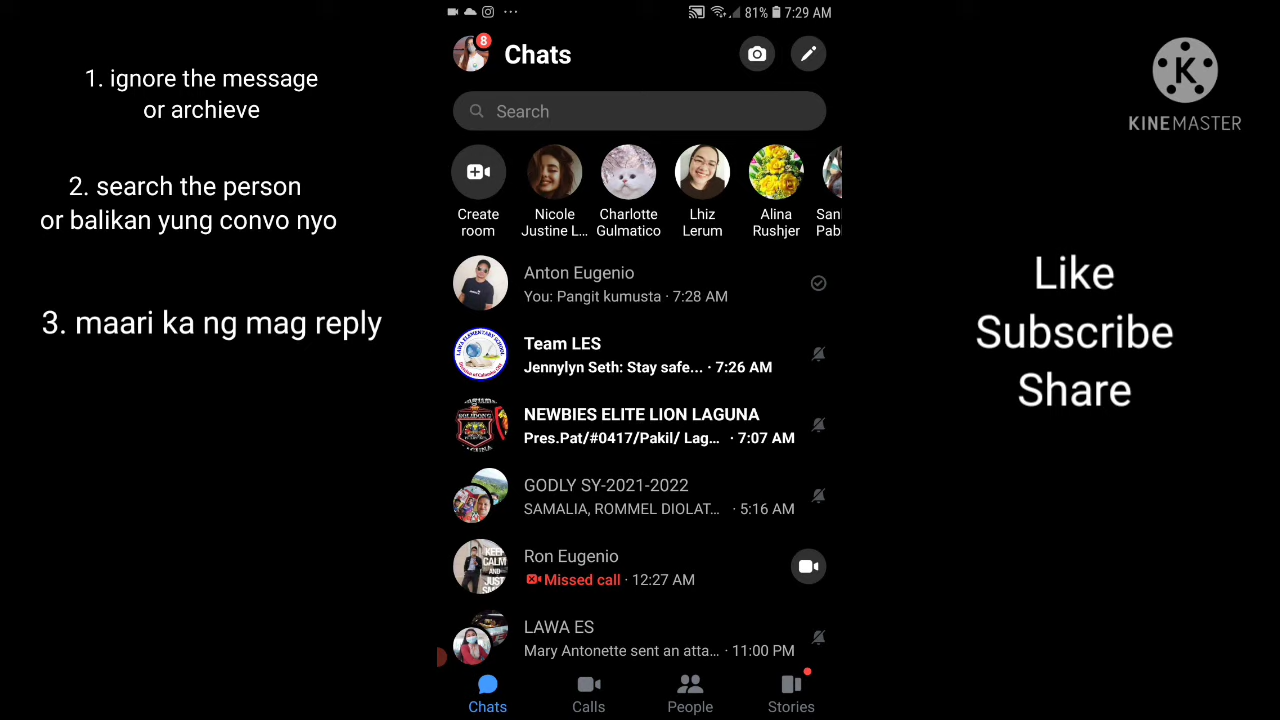 1. ignore the message
or archieve
2. search the person
or balikan yung convo nyo
3. maari ka ng mag reply
81% 7:29 AM
8
Chats
Search
Create
room
Nicole
Justine L...
Charlotte
Gulmatico
Lhiz
Lerum
Alina
Rushjer
Anton Eugenio
You: Pangit kumusta · 7:28 AM
Team LES
Jennylyn Seth: Stay safe... · 7:26 AM
NEWBIES ELITE LION LAGUNA
Pres.Pat/#0417/Pakil/ Lag... · 7:07 AM
GODLY SY-2021-2022
SAMALIA, ROMMEL DIOLAT... · 5:16 AM
KEEP
CALM
AND
JUST
Ron Eugenio
Missed call · 12:27 AM
LAWA ES
Mary Antonette sent an atta... · 11:00 PM
Chats
Calls
People
Stories
KINEMASTER
Like
Subscribe
Share